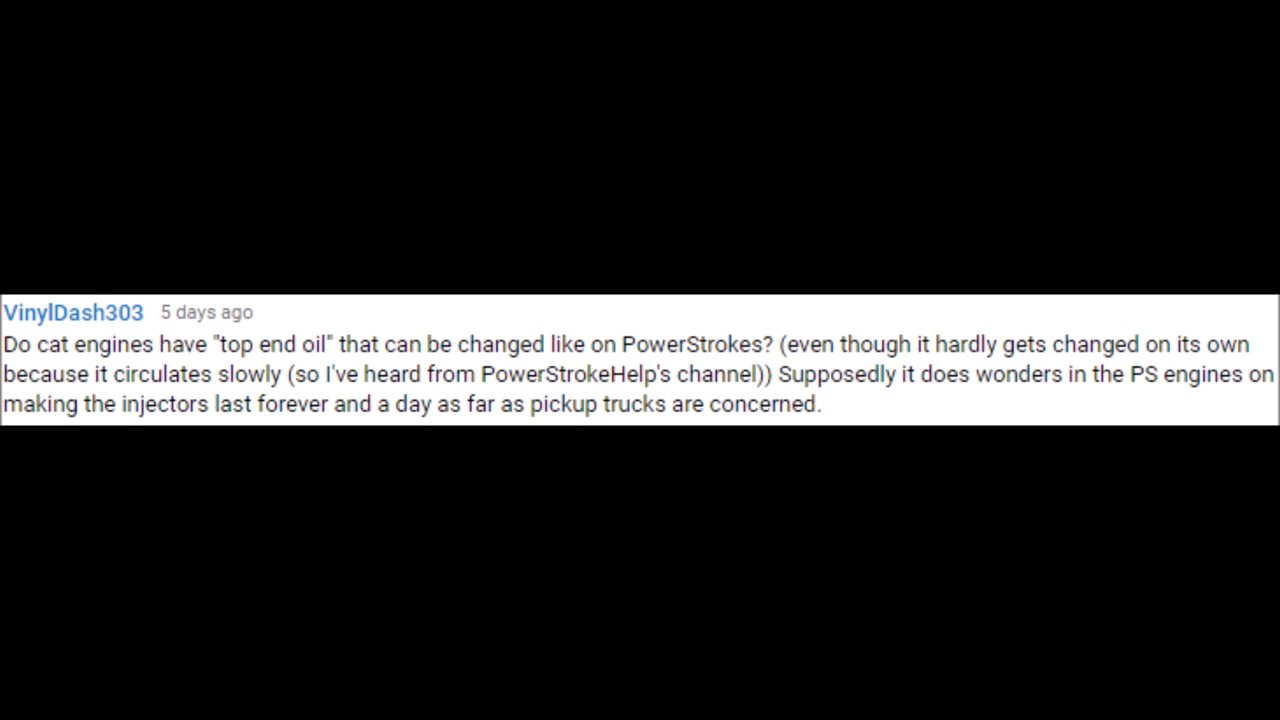 VinylDash303 5 days ago
Do cat engines have "top end oil" that can be changed like on PowerStrokes? (even though it hardly gets changed on its own
because it circulates slowly (so I've heard from PowerStrokeHelp's channel)) Supposedly it does wonders in the PS engines on
making the injectors last forever and a day as far as pickup trucks are concerned.